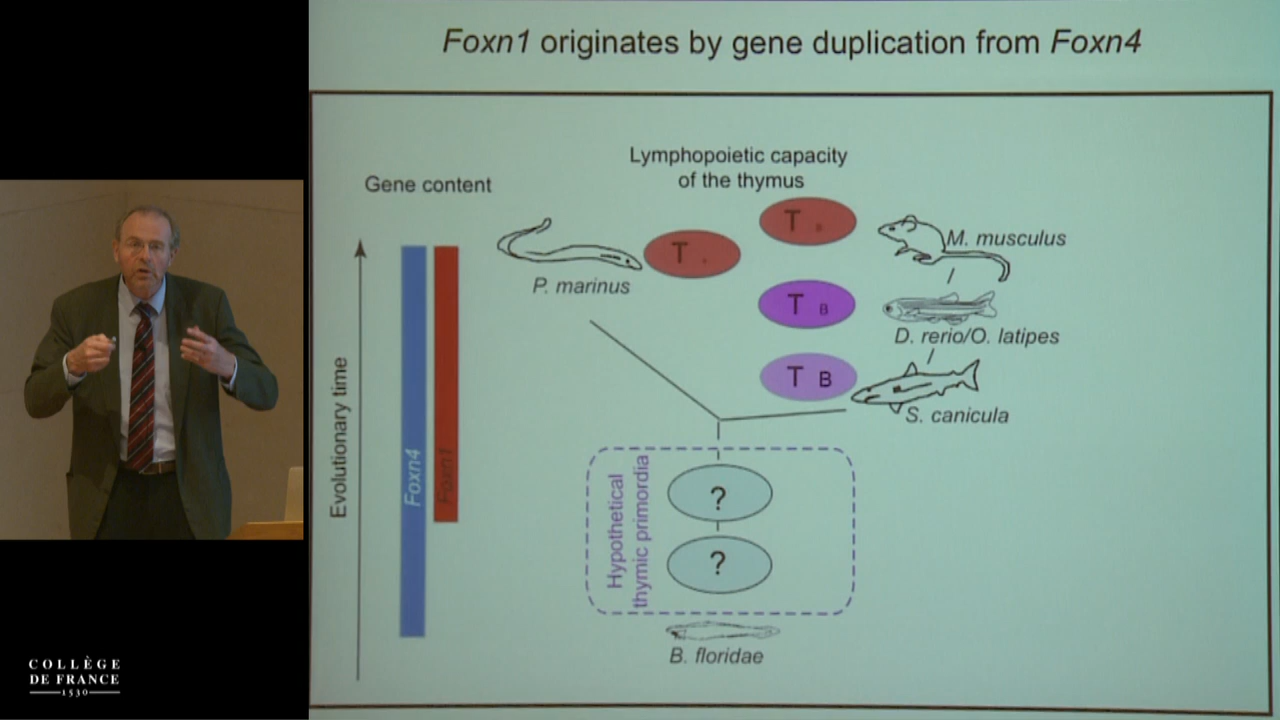 Foxn1 originates by gene duplication from Foxn4
Lymphopoietic capacity
of the thymus
Gene content
T B
M. musculus
T
P. marinus
T B
D. rerio/O. latipes
T B
S. canicula
Evolutionary time
Foxn4
Foxn1
Hypothetical
thymic primordia
?
?
B. floridae
COLLÈGE
DE FRANCE
1530